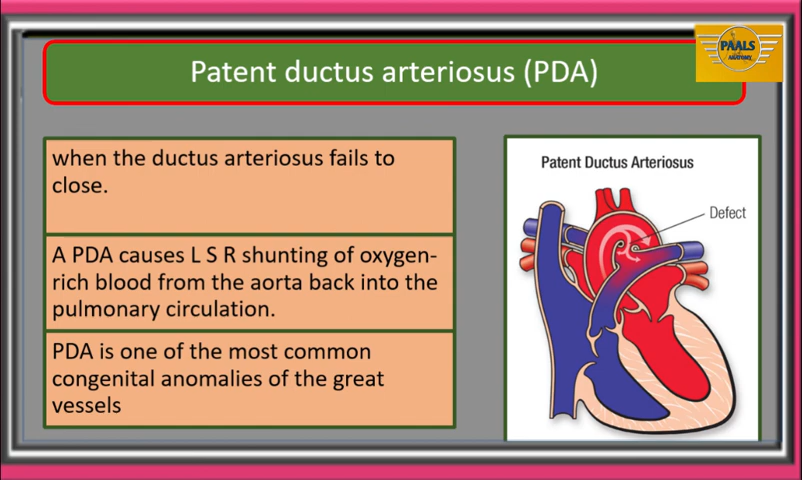 PAALS
ANATOMY
Patent ductus arteriosus (PDA)
when the ductus arteriosus fails to
close.
A PDA causes L S R shunting of oxygen-
rich blood from the aorta back into the
pulmonary circulation.
PDA is one of the most common
congenital anomalies of the great
vessels
Patent Ductus Arteriosus
Defect